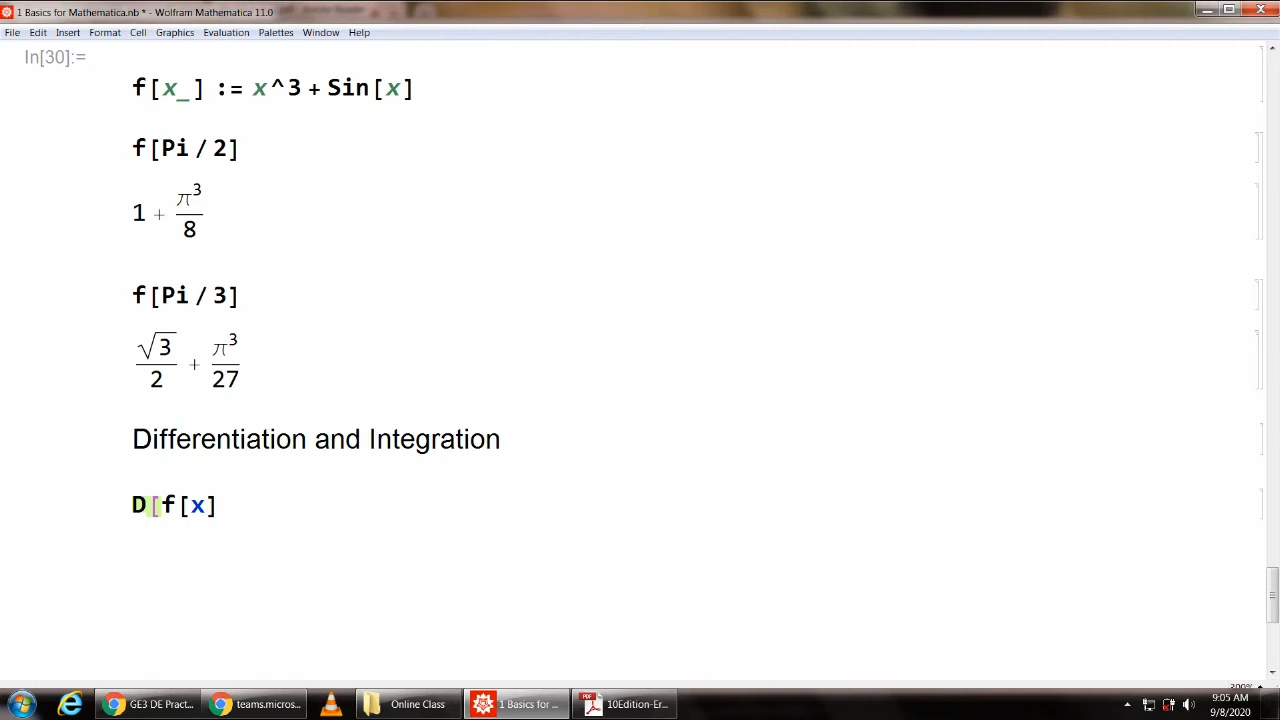 1 Basics for Mathematica.nb * - Wolfram Mathematica 11.0
File Edit Insert Format Cell Graphics Evaluation Palettes Window Help
In[30]:=
f[x_] := x^3 + Sin[x]
f[Pi / 2]
1 + π³/8
f[Pi / 3]
√3/2 + π³/27
Differentiation and Integration
D[f[x]
GE3 DE Pract... teams.micros... Online Class 1 Basics for ... 10Edition-Er...
9:05 AM
9/8/2020